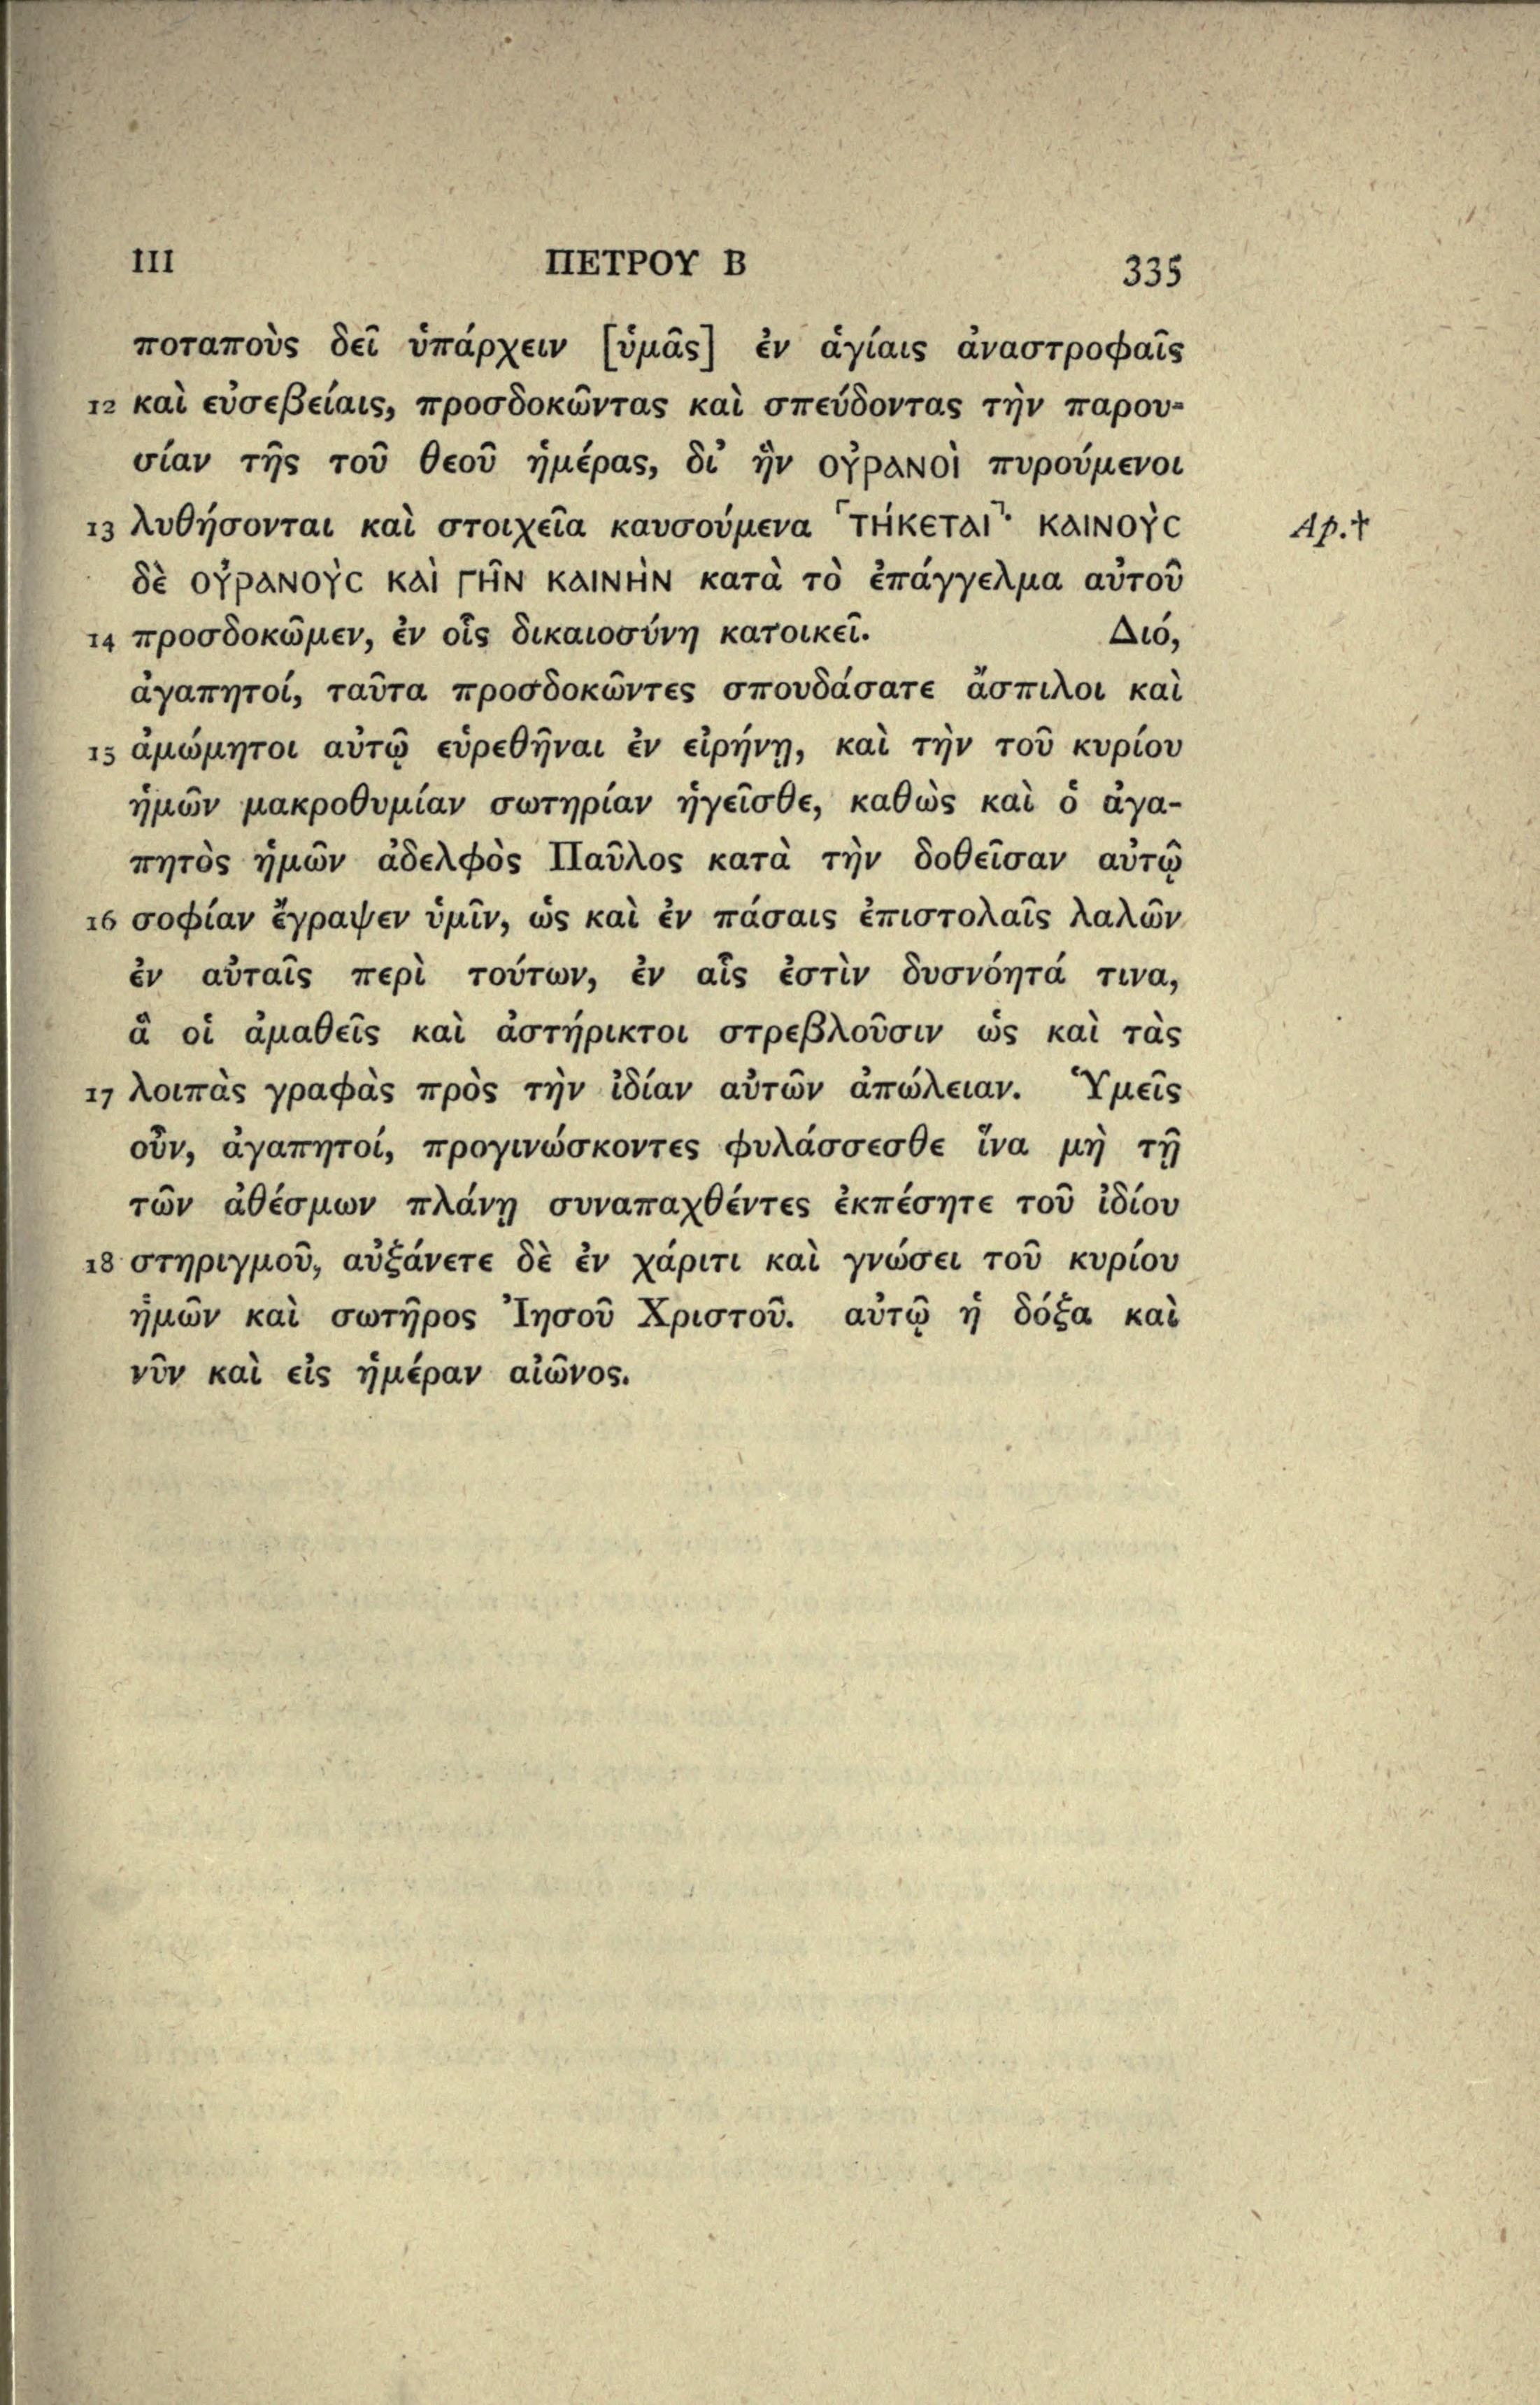 III ΠΕΤΡΟΥ Β 335
ποταποὺς δεῖ ὑπάρχειν [ὑμᾶς] ἐν ἁγίαις ἀναστροφαῖς
12 καὶ εὐσεβείαις, προσδοκῶντας καὶ σπεύδοντας τὴν παρου-
σίαν τῆς τοῦ θεοῦ ἡμέρας, δι᾿ ἣν οὐρανοὶ πυρούμενοι
13 λυθήσονται καὶ στοιχεῖα καυσούμενα ⌜τήκεται⌝· καινοὺς Ap.†
δὲ οὐρανοὺς καὶ γῆν καινὴν κατὰ τὸ ἐπάγγελμα αὐτοῦ
14 προσδοκῶμεν, ἐν οἷς δικαιοσύνη κατοικεῖ. Διό,
ἀγαπητοί, ταῦτα προσδοκῶντες σπουδάσατε ἄσπιλοι καὶ
15 ἀμώμητοι αὐτῷ εὑρεθῆναι ἐν εἰρήνῃ, καὶ τὴν τοῦ κυρίου
ἡμῶν μακροθυμίαν σωτηρίαν ἡγεῖσθε, καθὼς καὶ ὁ ἀγα-
πητὸς ἡμῶν ἀδελφὸς Παῦλος κατὰ τὴν δοθεῖσαν αὐτῷ
16 σοφίαν ἔγραψεν ὑμῖν, ὡς καὶ ἐν πάσαις ἐπιστολαῖς λαλῶν
ἐν αὐταῖς περὶ τούτων, ἐν αἷς ἐστὶν δυσνόητά τινα,
ἃ οἱ ἀμαθεῖς καὶ ἀστήρικτοι στρεβλοῦσιν ὡς καὶ τὰς
17 λοιπὰς γραφὰς πρὸς τὴν ἰδίαν αὐτῶν ἀπώλειαν. Ὑμεῖς
οὖν, ἀγαπητοί, προγινώσκοντες φυλάσσεσθε ἵνα μὴ τῇ
τῶν ἀθέσμων πλάνῃ συναπαχθέντες ἐκπέσητε τοῦ ἰδίου
18 στηριγμοῦ, αὐξάνετε δὲ ἐν χάριτι καὶ γνώσει τοῦ κυρίου
ἡμῶν καὶ σωτῆρος Ἰησοῦ Χριστοῦ. αὐτῷ ἡ δόξα καὶ
νῦν καὶ εἰς ἡμέραν αἰῶνος.